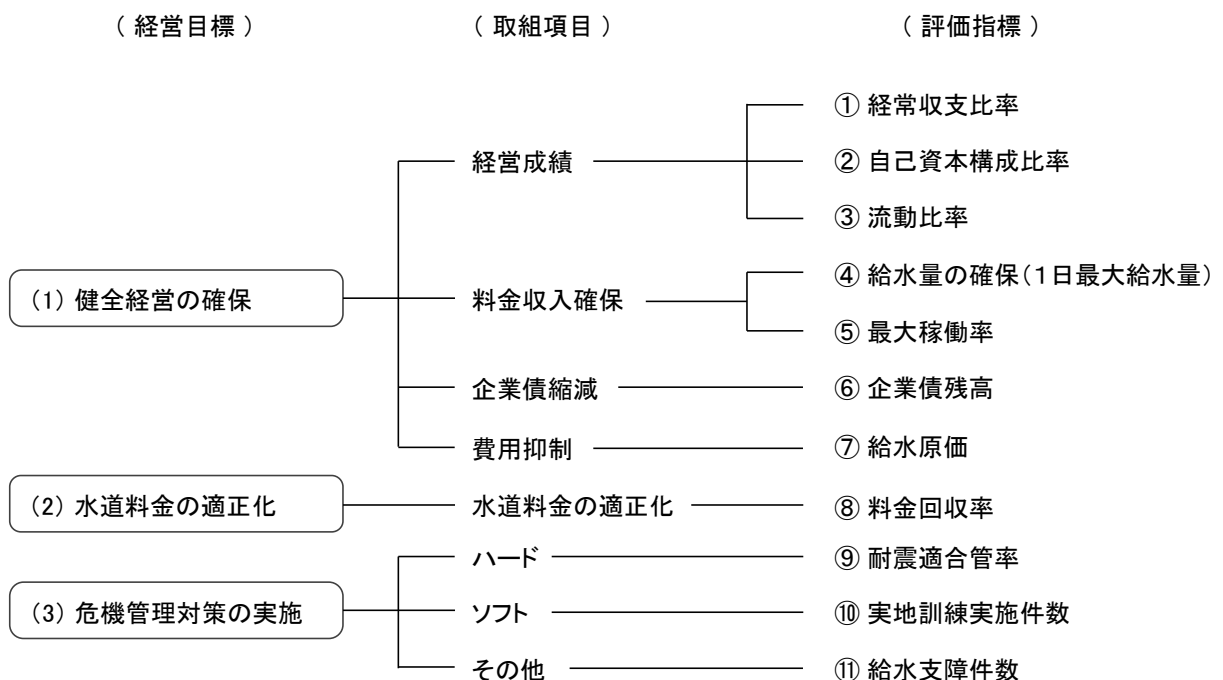 （ 経営目標 ） （ 取組項目 ） （ 評価指標 ）
① 経常収支比率
経営成績 ② 自己資本構成比率
③ 流動比率
④ 給水量の確保（１日最大給水量）
（1） 健全経営の確保 料金収入確保
⑤ 最大稼働率
企業債縮減 ⑥ 企業債残高
費用抑制 ⑦ 給水原価
（2） 水道料金の適正化 水道料金の適正化 ⑧ 料金回収率
ハード ⑨ 耐震適合管率
（3） 危機管理対策の実施 ソフト ⑩ 実地訓練実施件数
その他 ⑪ 給水支障件数